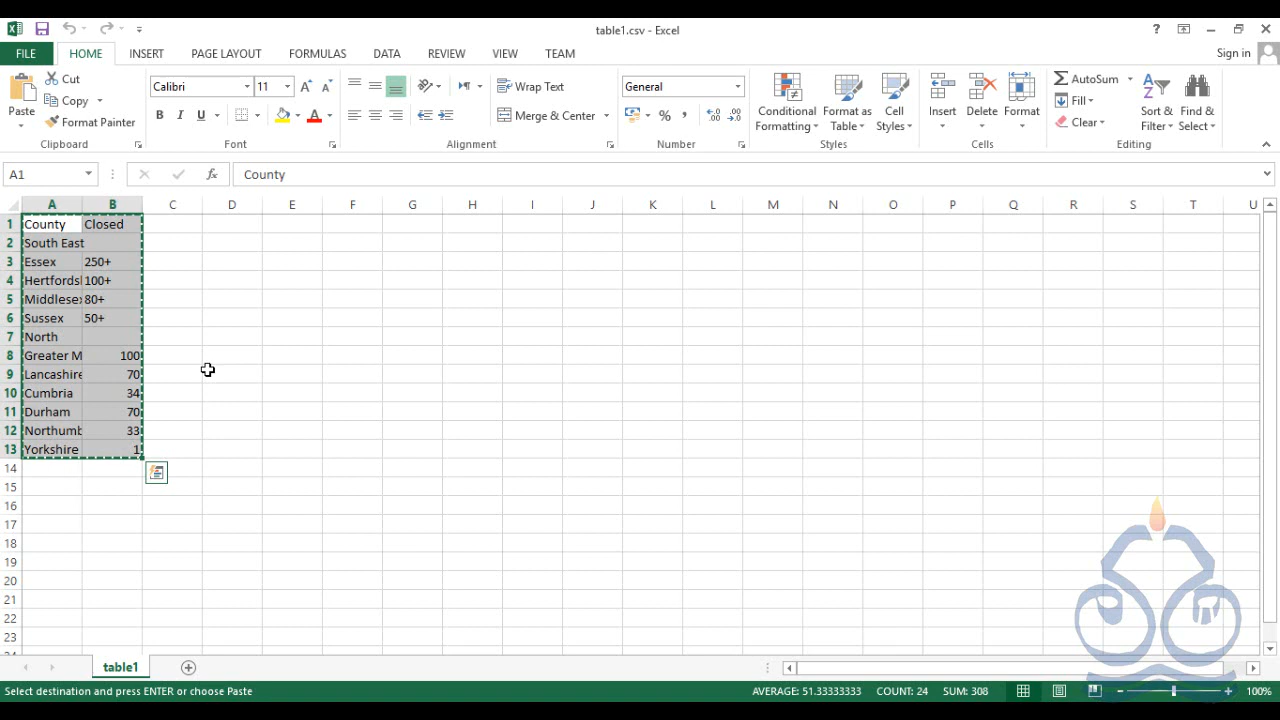 table1.csv - Excel
Sign in
FILE HOME INSERT PAGE LAYOUT FORMULAS DATA REVIEW VIEW TEAM
Paste
Cut
Copy
Format Painter
Clipboard
Calibri 11
B I U A
Font
Wrap Text
Merge & Center
Alignment
General
Number
Conditional Formatting
Format as Table
Cell Styles
Styles
Insert
Delete
Format
Cells
AutoSum
Fill
Clear
Sort & Filter
Find & Select
Editing
A1 fx County
A B C D E F G H I J K L M N O P Q R S T U
1 County Closed
2 South East
3 Essex 250+
4 Hertfords 100+
5 Middlesex 80+
6 Sussex 50+
7 North
8 Greater M 100
9 Lancashire 70
10 Cumbria 34
11 Durham 70
12 Northumb 33
13 Yorkshire 1
14
15
16
17
18
19
20
21
22
23
table1
Select destination and press ENTER or choose Paste AVERAGE: 51.33333333 COUNT: 24 SUM: 308 100%